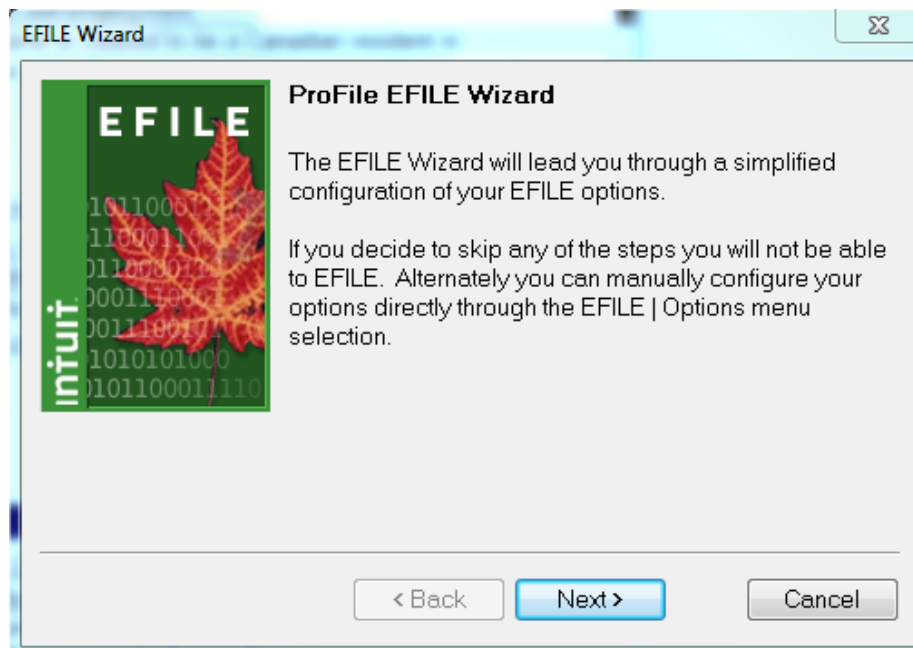 EFILE Wizard
EFILE
intuit
ProFile EFILE Wizard
The EFILE Wizard will lead you through a simplified
configuration of your EFILE options.
If you decide to skip any of the steps you will not be able
to EFILE. Alternately you can manually configure your
options directly through the EFILE | Options menu
selection.
< Back
Next >
Cancel